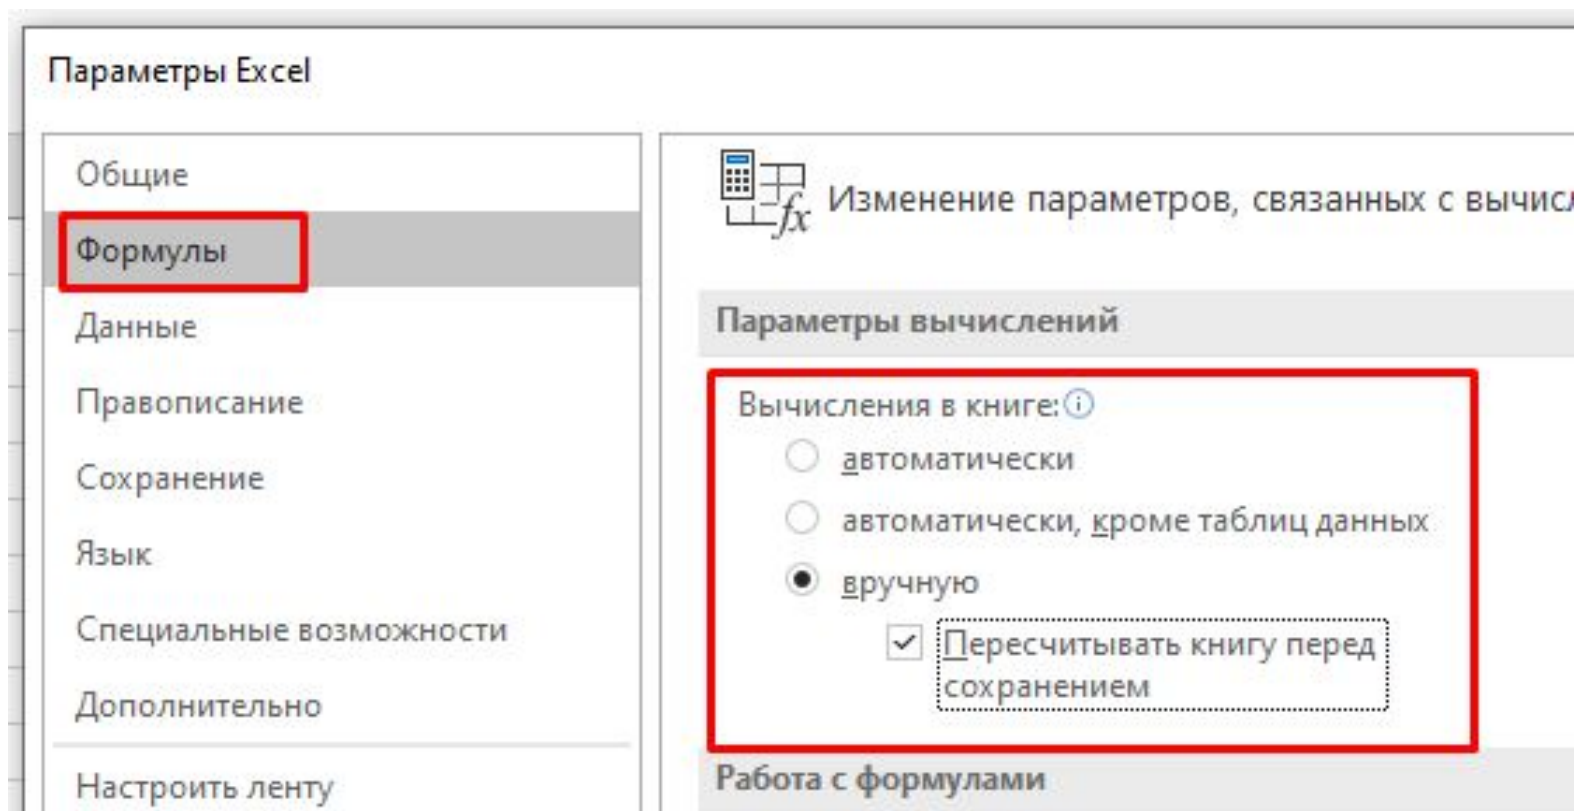 Параметры Excel
Общие
Формулы
Данные
Правописание
Сохранение
Язык
Специальные возможности
Дополнительно
Настроить ленту
fx Изменение параметров, связанных с
Параметры вычислений
Вычисления в книге:
автоматически
автоматически, кроме таблиц данных
вручную
Пересчитывать книгу перед
сохранением
Работа с формулами